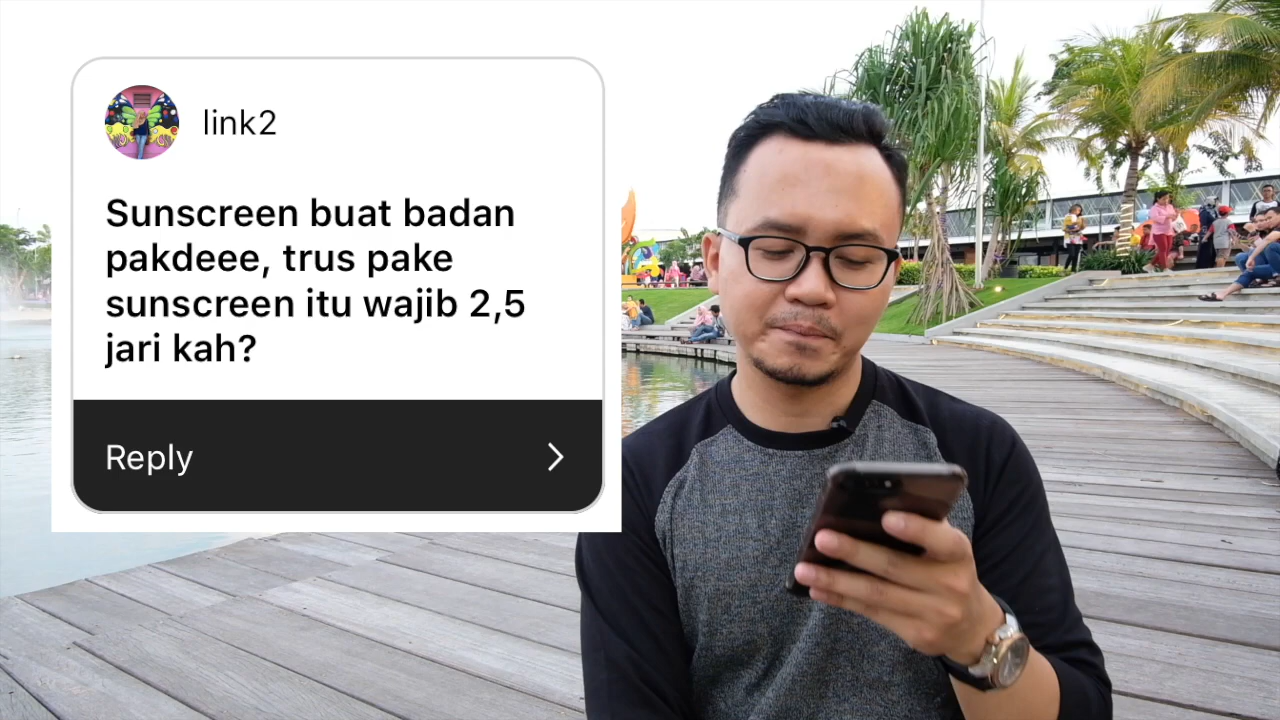 link2
Sunscreen buat badan
pakdeee, trus pake
sunscreen itu wajib 2,5
jari kah?
Reply